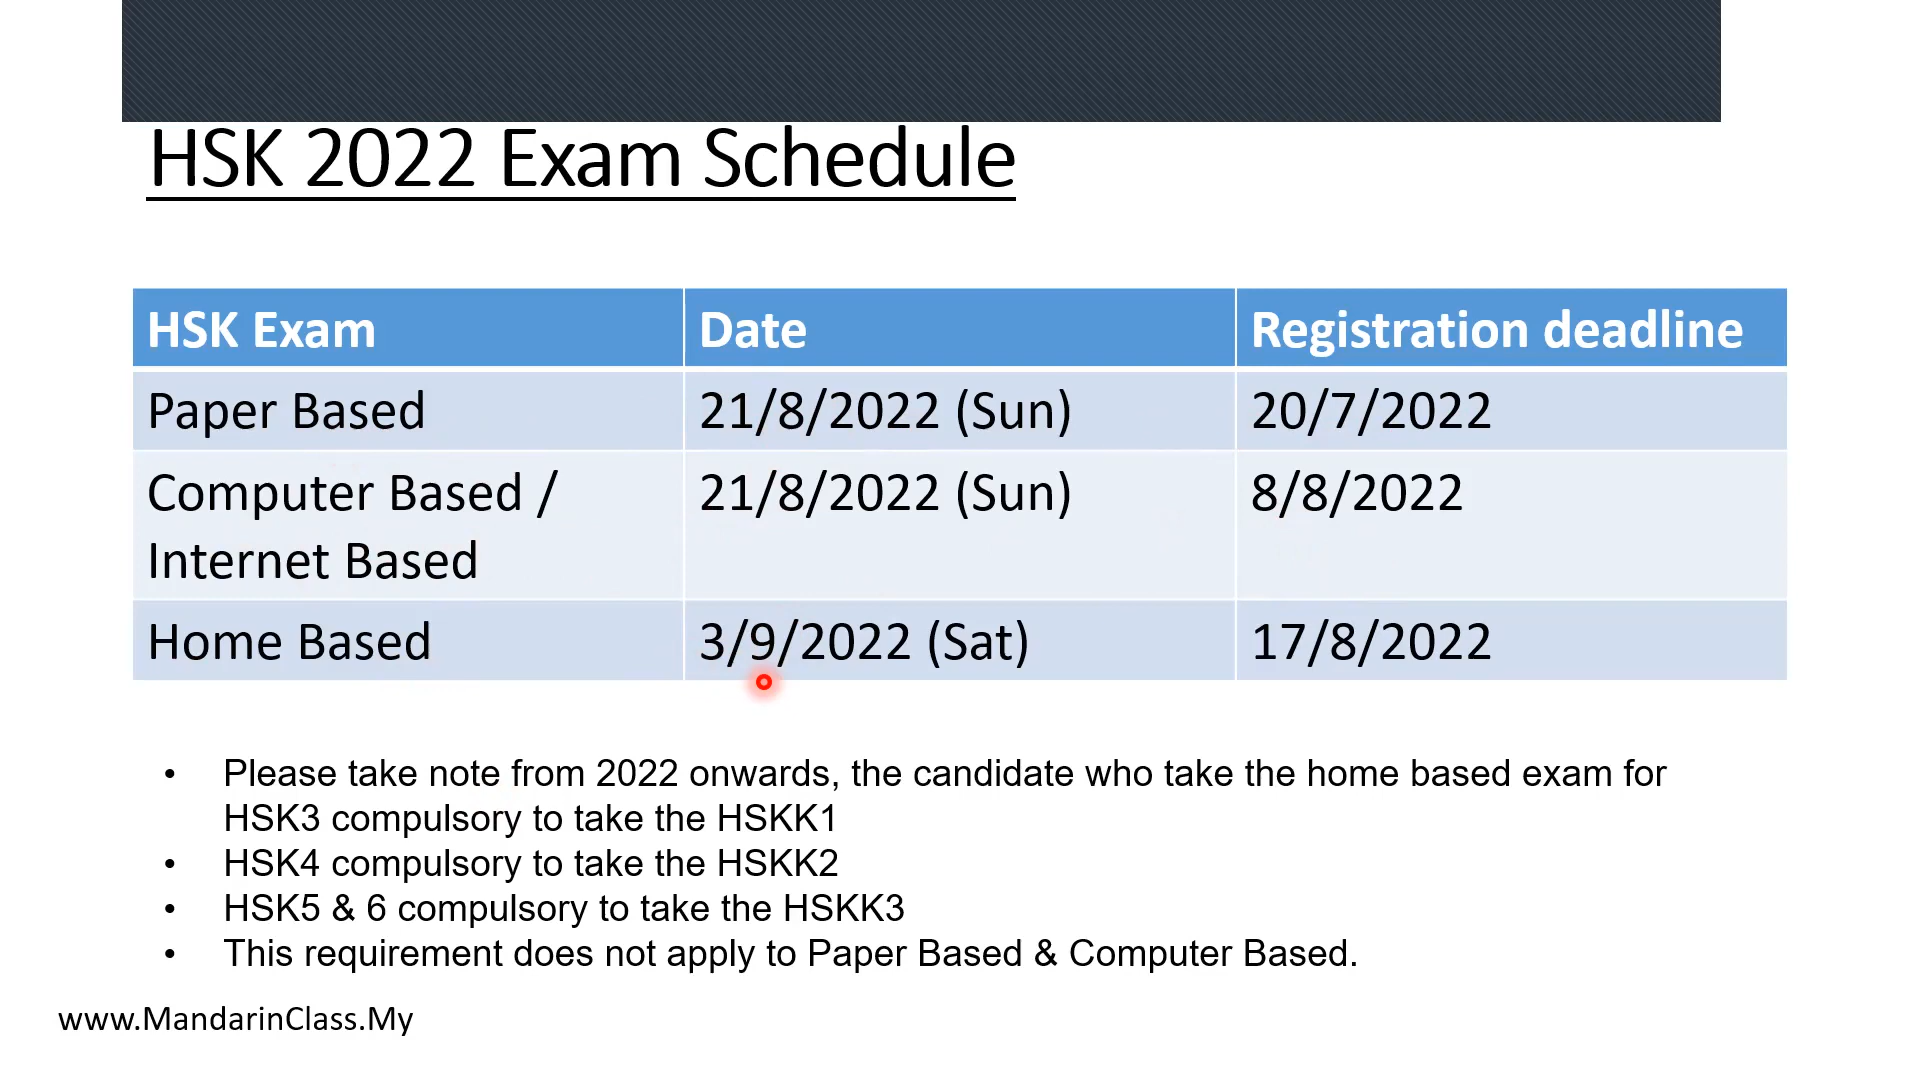 HSK 2022 Exam Schedule
HSK Exam Date Registration deadline
Paper Based 21/8/2022 (Sun) 20/7/2022
Computer Based / 21/8/2022 (Sun) 8/8/2022
Internet Based
Home Based 3/9/2022 (Sat) 17/8/2022
• Please take note from 2022 onwards, the candidate who take the home based exam for
HSK3 compulsory to take the HSKK1
• HSK4 compulsory to take the HSKK2
• HSK5 & 6 compulsory to take the HSKK3
• This requirement does not apply to Paper Based & Computer Based.
www.MandarinClass.My